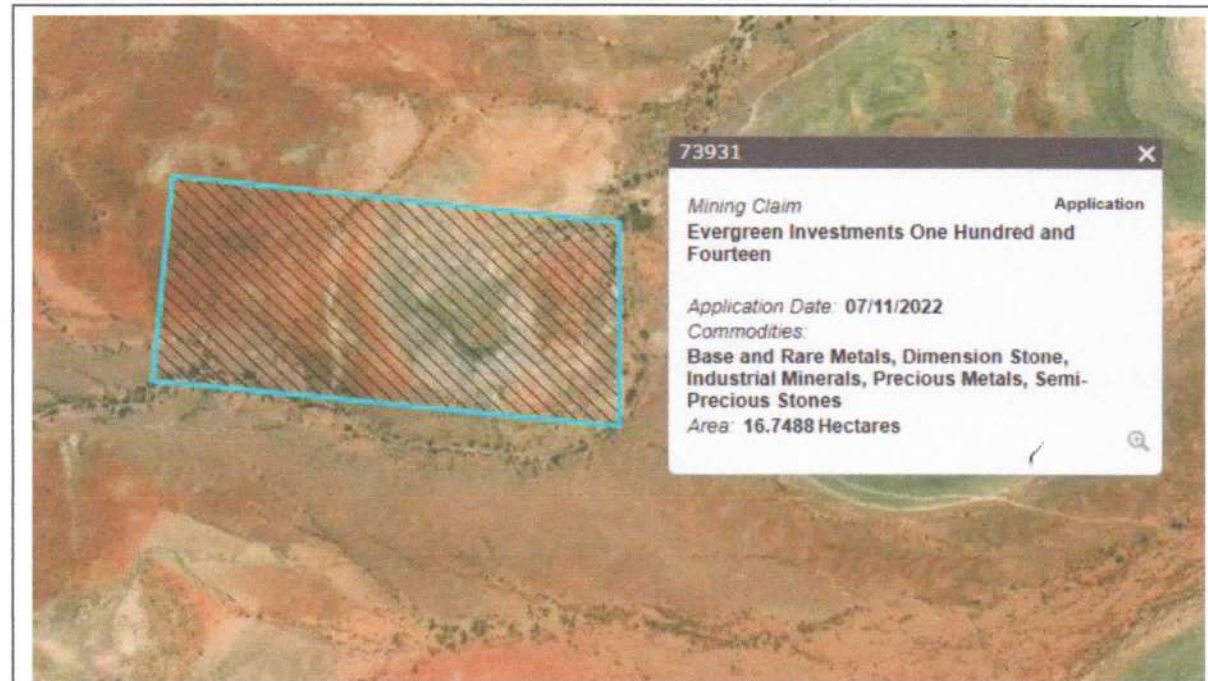 73931
Mining Claim Application
Evergreen Investments One Hundred and
Fourteen
Application Date: 07/11/2022
Commodities:
Base and Rare Metals, Dimension Stone,
Industrial Minerals, Precious Metals, Semi-
Precious Stones
Area: 16.7488 Hectares